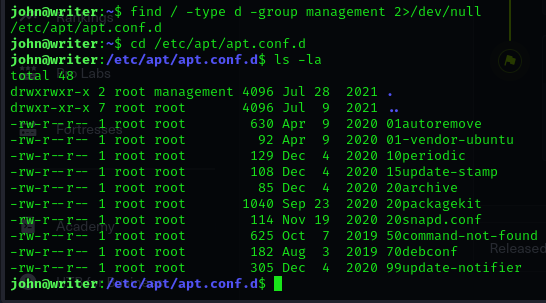 john@writer:~$ find / -type d -group management 2>/dev/null
/etc/apt/apt.conf.d
john@writer:~$ cd /etc/apt/apt.conf.d
john@writer:/etc/apt/apt.conf.d$ ls -la
total 48
drwxrwxr-x 2 root management 4096 Jul 28  2021 .
drwxr-xr-x 7 root root       4096 Jul  9  2021 ..
-rw-r--r-- 1 root root        630 Apr  9  2020 01autoremove
-rw-r--r-- 1 root root         92 Apr  9  2020 01-vendor-ubuntu
-rw-r--r-- 1 root root        129 Dec  4  2020 10periodic
-rw-r--r-- 1 root root        108 Dec  4  2020 15update-stamp
-rw-r--r-- 1 root root         85 Dec  4  2020 20archive
-rw-r--r-- 1 root root       1040 Sep 23  2020 20packagekit
-rw-r--r-- 1 root root        114 Nov 19  2020 20snapd.conf
-rw-r--r-- 1 root root        625 Oct  7  2019 50command-not-found
-rw-r--r-- 1 root root        182 Aug  3  2019 70debconf
-rw-r--r-- 1 root root        305 Dec  4  2020 99update-notifier
john@writer:/etc/apt/apt.conf.d$
Rankings
Labs
Fortresses
Academy
Released